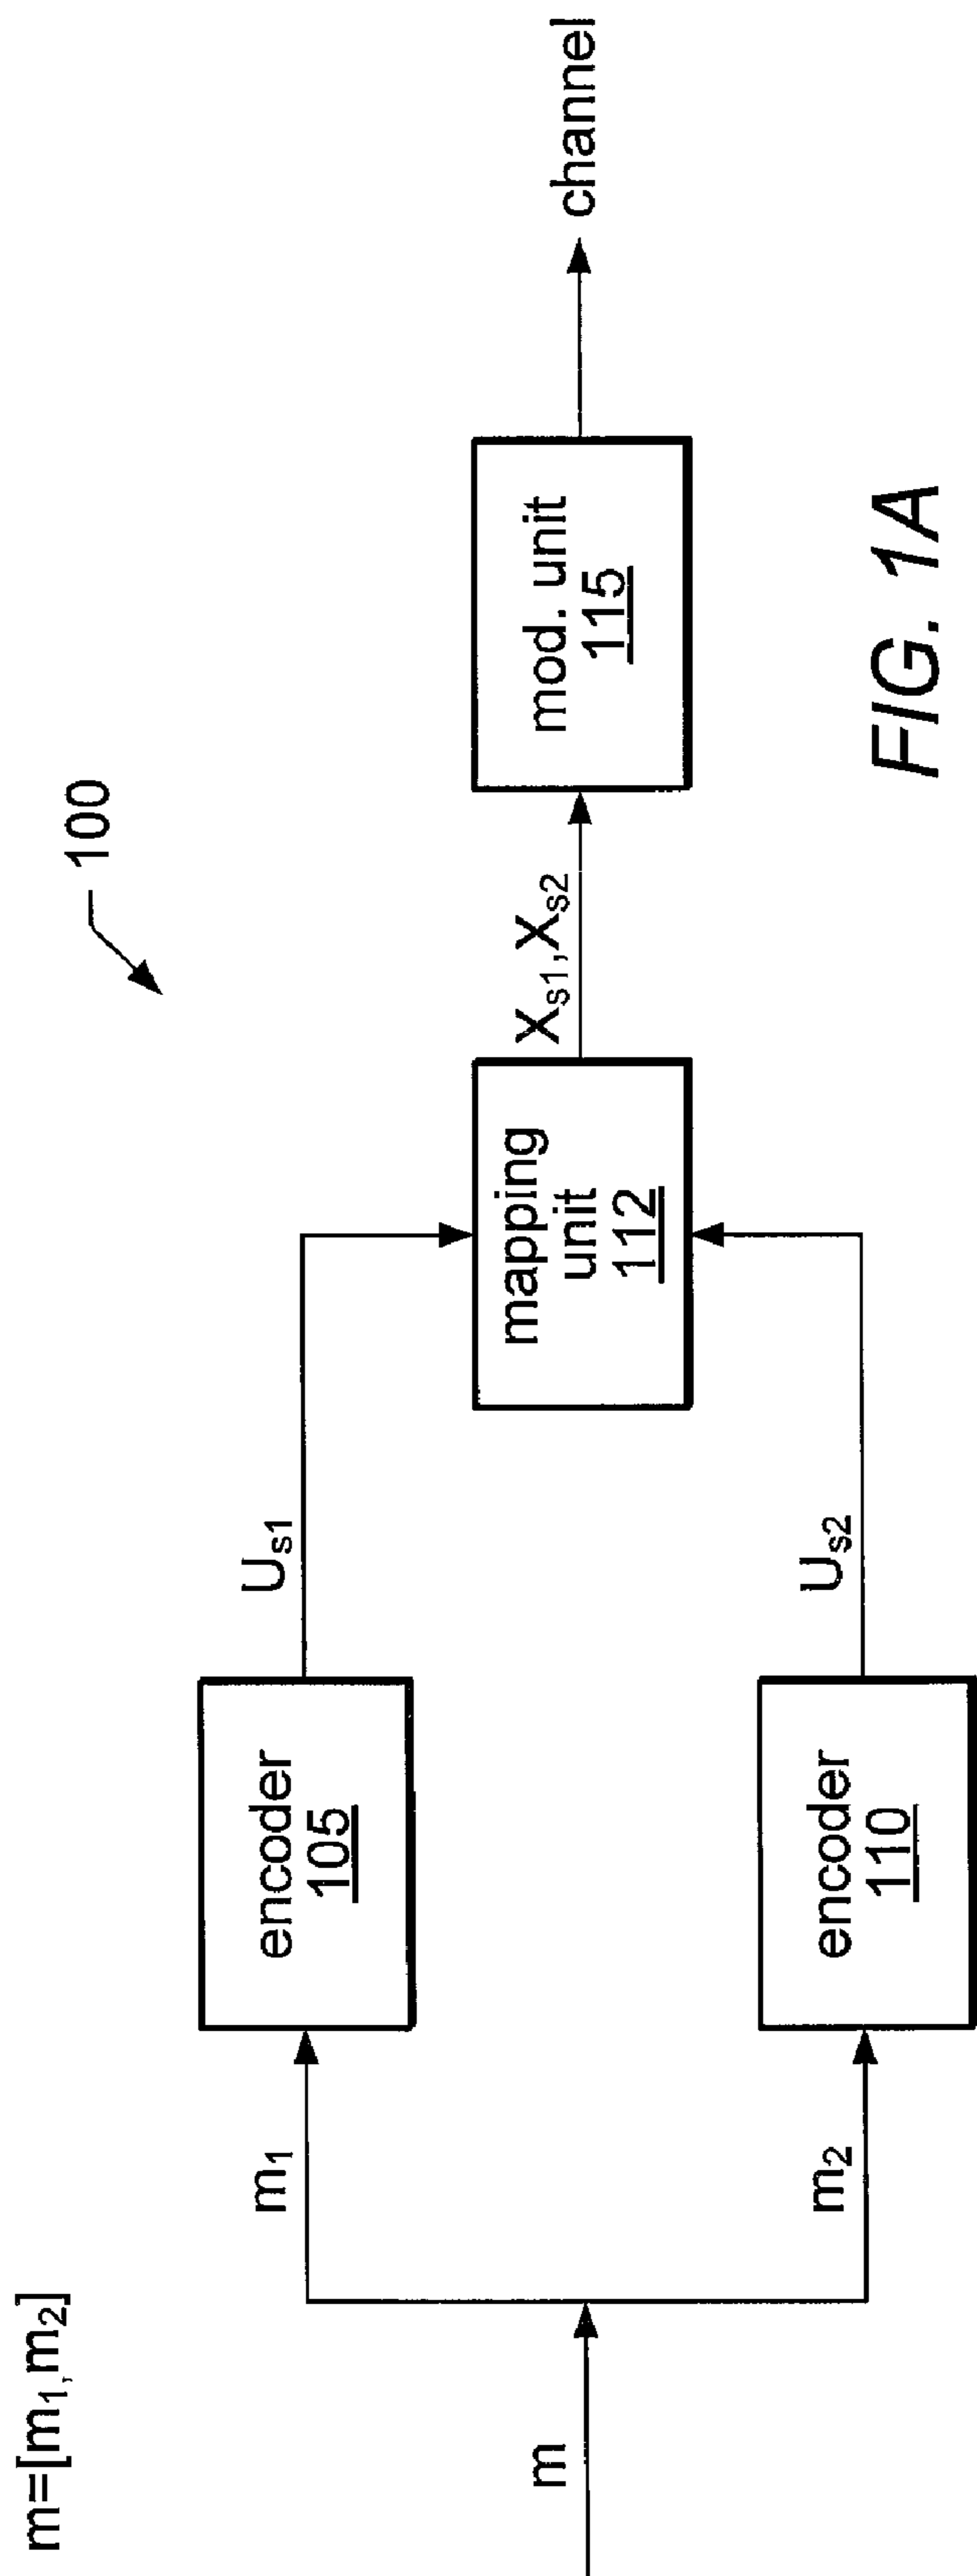 m=[m₁,m₂]
100
m
m₁
m₂
encoder
105
encoder
110
Uₛ₁
Uₛ₂
mapping
unit
112
Xₛ₁,Xₛ₂
mod. unit
115
channel
FIG. 1A